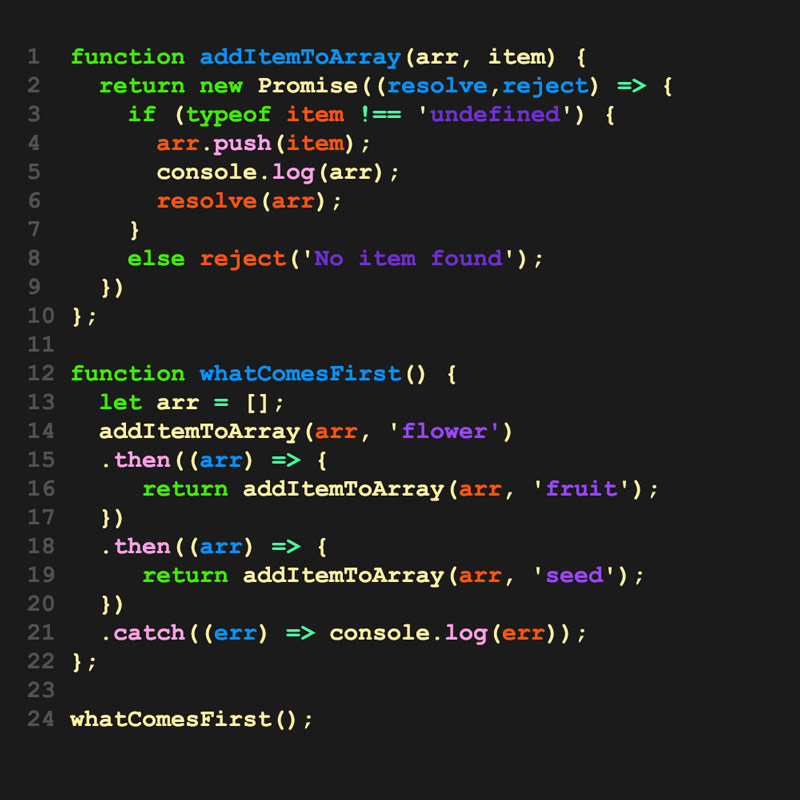 1 function addItemToArray(arr, item) {
2   return new Promise((resolve,reject) => {
3     if (typeof item !== 'undefined') {
4       arr.push(item);
5       console.log(arr);
6       resolve(arr);
7     }
8     else reject('No item found');
9   })
10 };
11
12 function whatComesFirst() {
13   let arr = [];
14   addItemToArray(arr, 'flower')
15   .then((arr) => {
16      return addItemToArray(arr, 'fruit');
17   })
18   .then((arr) => {
19      return addItemToArray(arr, 'seed');
20   })
21   .catch((err) => console.log(err));
22 };
23
24 whatComesFirst();